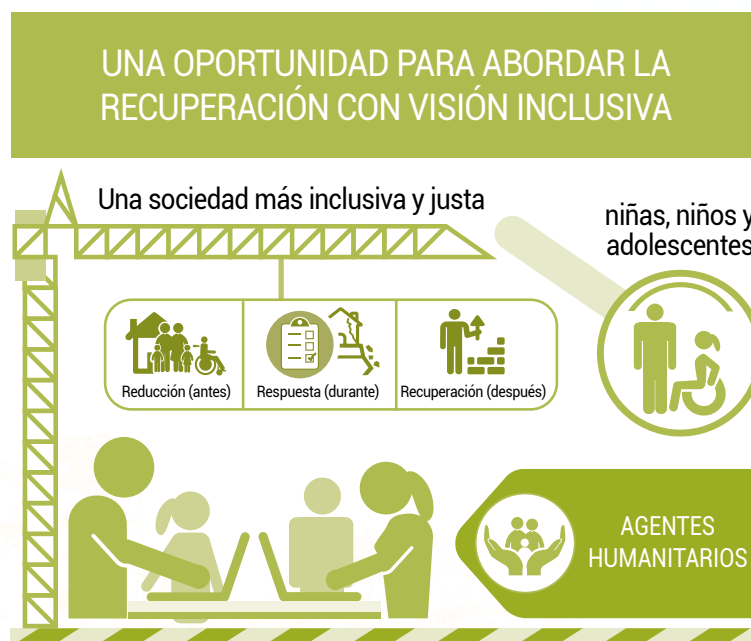 UNA OPORTUNIDAD PARA ABORDAR LA
RECUPERACIÓN CON VISIÓN INCLUSIVA
Una sociedad más inclusiva y justa
niñas, niños y
adolescentes
Reducción (antes)
Respuesta (durante)
Recuperación (después)
AGENTES
HUMANITARIOS